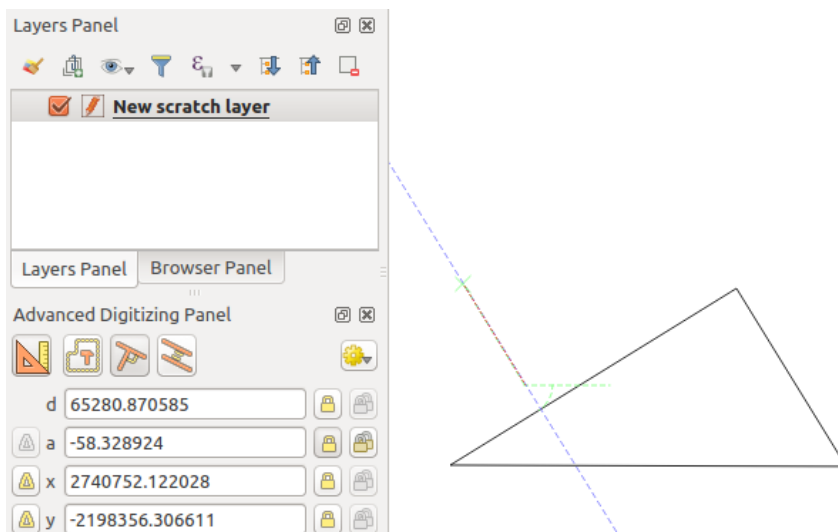 Layers Panel
New scratch layer
Layers Panel Browser Panel
Advanced Digitizing Panel
d 65280.870585
a -58.328924
x 2740752.122028
y -2198356.306611